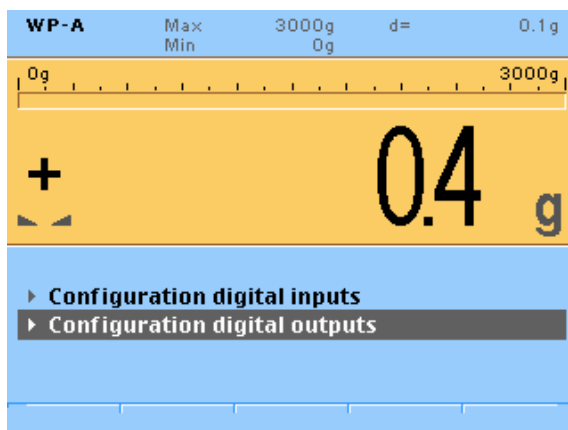 WP-A Max 3000g d= 0.1g
Min 0g
0g 3000g
+ 0.4 g
Configuration digital inputs
Configuration digital outputs